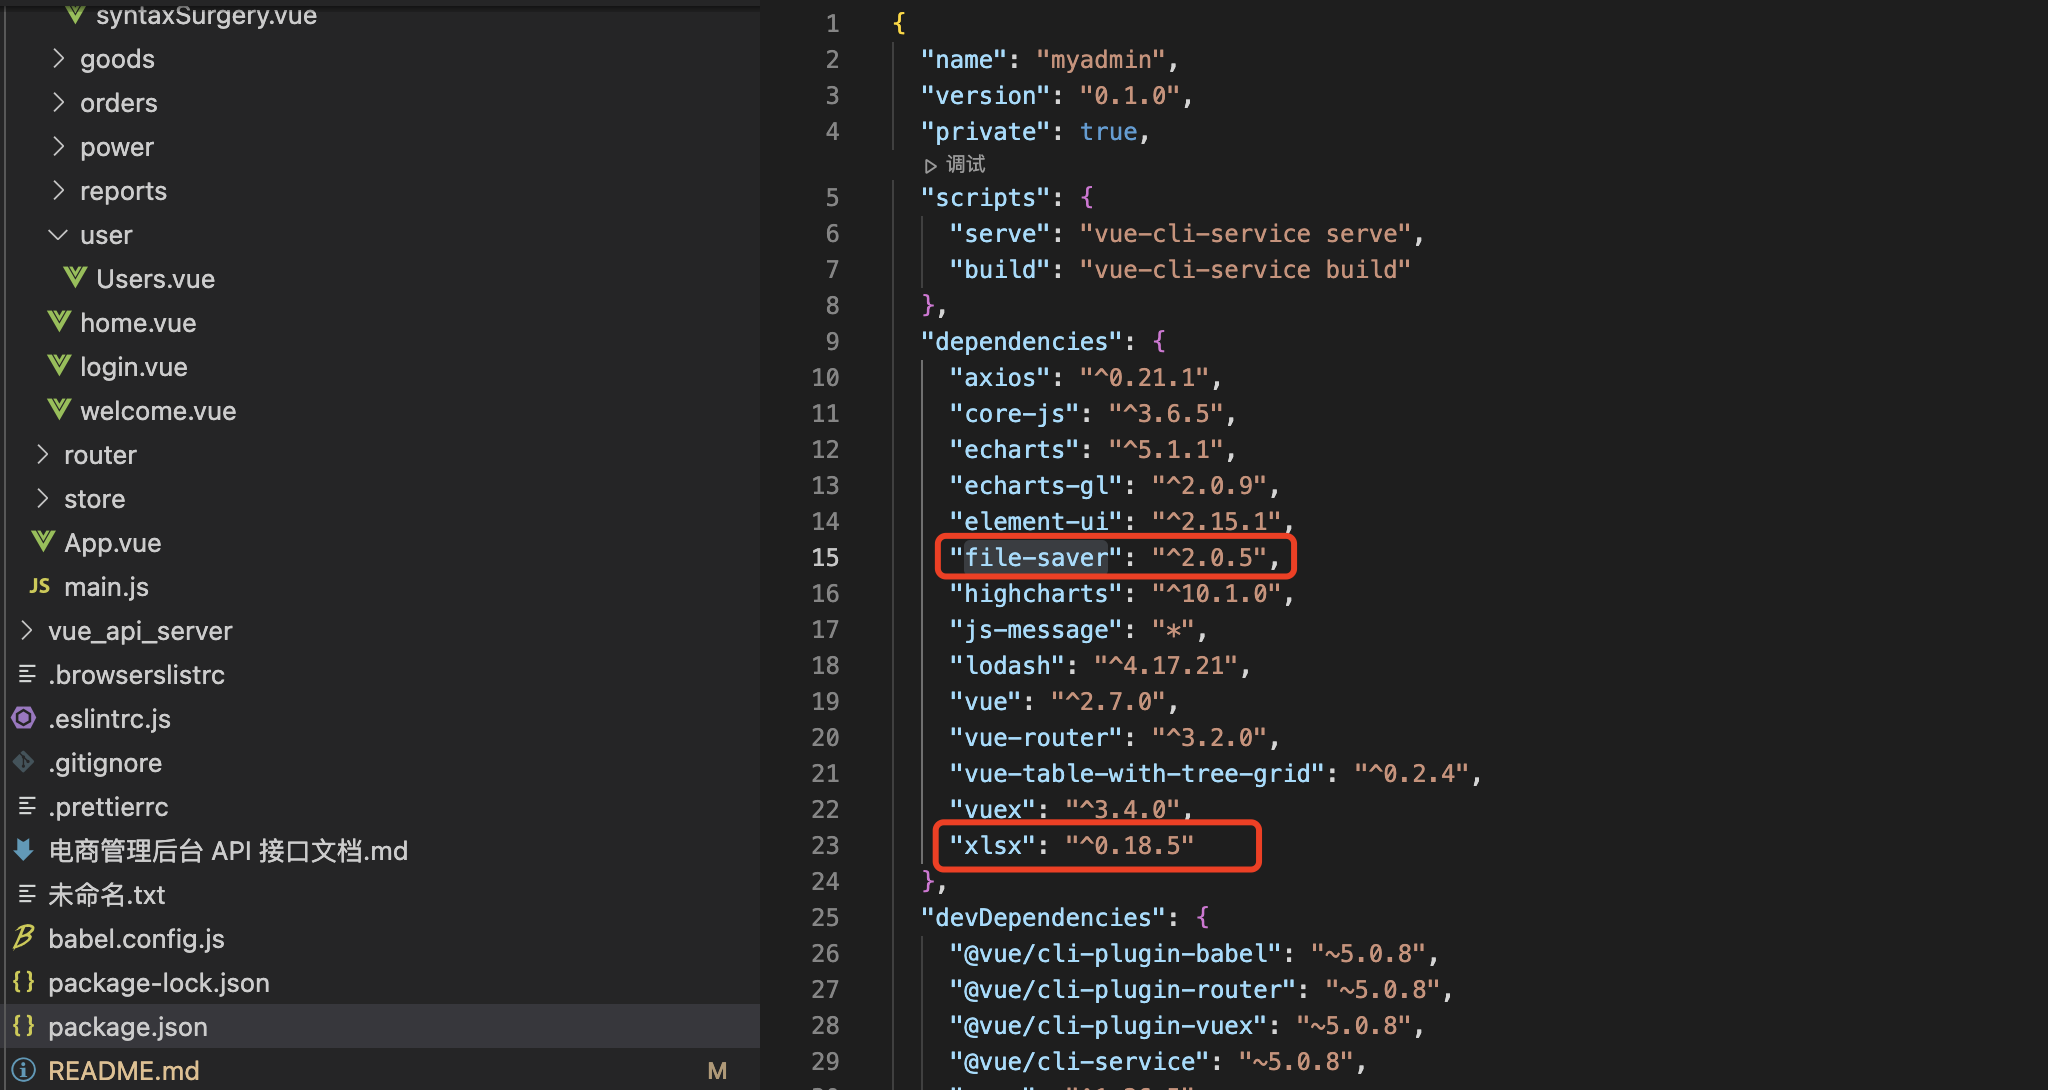 syntaxSurgery.vue
goods
orders
power
reports
user
Users.vue
home.vue
login.vue
welcome.vue
router
store
App.vue
JS main.js
vue_api_server
.browserslistrc
.eslintrc.js
.gitignore
.prettierrc
电商管理后台 API 接口文档.md
未命名.txt
babel.config.js
{} package-lock.json
{} package.json
README.md M
1 {
2 "name": "myadmin",
3 "version": "0.1.0",
4 "private": true,
调试
5 "scripts": {
6 "serve": "vue-cli-service serve",
7 "build": "vue-cli-service build"
8 },
9 "dependencies": {
10 "axios": "^0.21.1",
11 "core-js": "^3.6.5",
12 "echarts": "^5.1.1",
13 "echarts-gl": "^2.0.9",
14 "element-ui": "^2.15.1",
15 "file-saver": "^2.0.5",
16 "highcharts": "^10.1.0",
17 "js-message": "*",
18 "lodash": "^4.17.21",
19 "vue": "^2.7.0",
20 "vue-router": "^3.2.0",
21 "vue-table-with-tree-grid": "^0.2.4",
22 "vuex": "^3.4.0",
23 "xlsx": "^0.18.5"
24 },
25 "devDependencies": {
26 "@vue/cli-plugin-babel": "~5.0.8",
27 "@vue/cli-plugin-router": "~5.0.8",
28 "@vue/cli-plugin-vuex": "~5.0.8",
29 "@vue/cli-service": "~5.0.8",